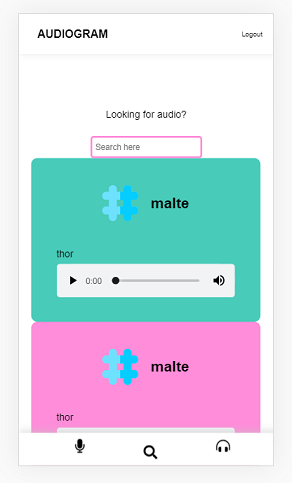 AUDIOGRAM
Logout
Looking for audio?
Search here
malte
thor
0:00
malte
thor